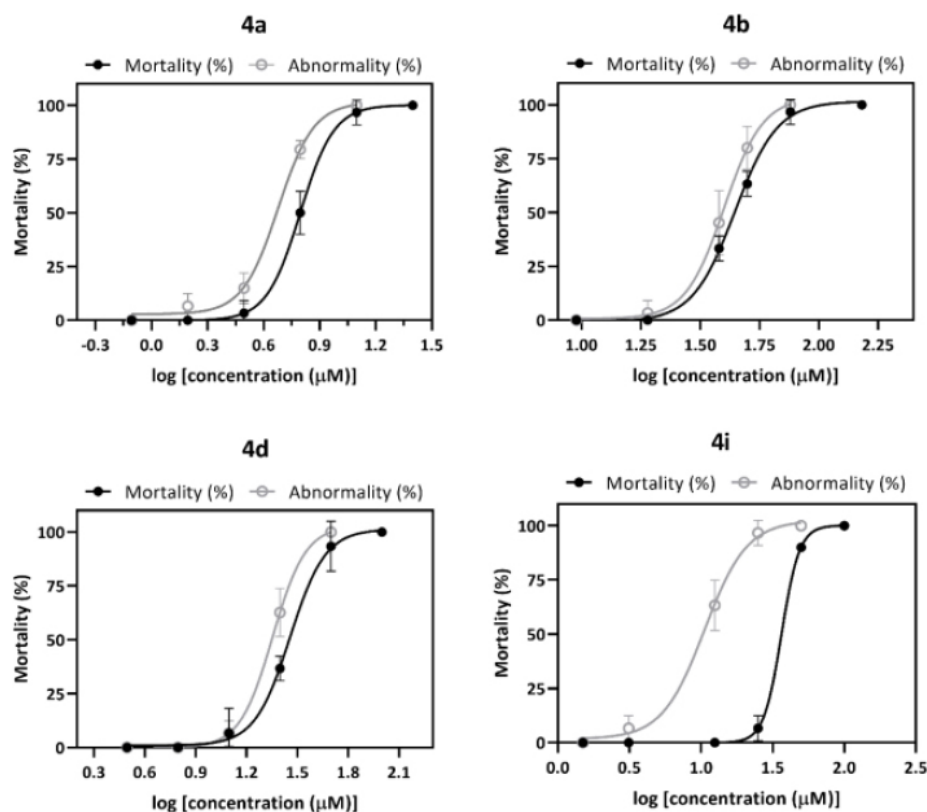 4a
Mortality (%) Abnormality (%)
Mortality (%)
100
75
50
25
0
-0.3 0.0 0.3 0.6 0.9 1.2 1.5
log [concentration (μM)]
4b
Mortality (%) Abnormality (%)
Mortality (%)
100
75
50
25
0
1.00 1.25 1.50 1.75 2.00 2.25
log [concentration (μM)]
4d
Mortality (%) Abnormality (%)
Mortality (%)
100
75
50
25
0
0.3 0.6 0.9 1.2 1.5 1.8 2.1
log [concentration (μM)]
4i
Mortality (%) Abnormality (%)
Mortality (%)
100
75
50
25
0
0.0 0.5 1.0 1.5 2.0 2.5
log [concentration (μM)]